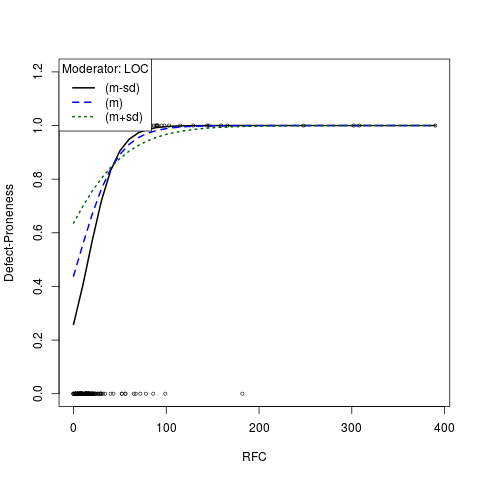 Moderator: LOC
(m-sd)
(m)
(m+sd)
1.2
1.0
0.8
0.6
0.4
0.2
0.0
Defect-Proneness
0 100 200 300 400
RFC